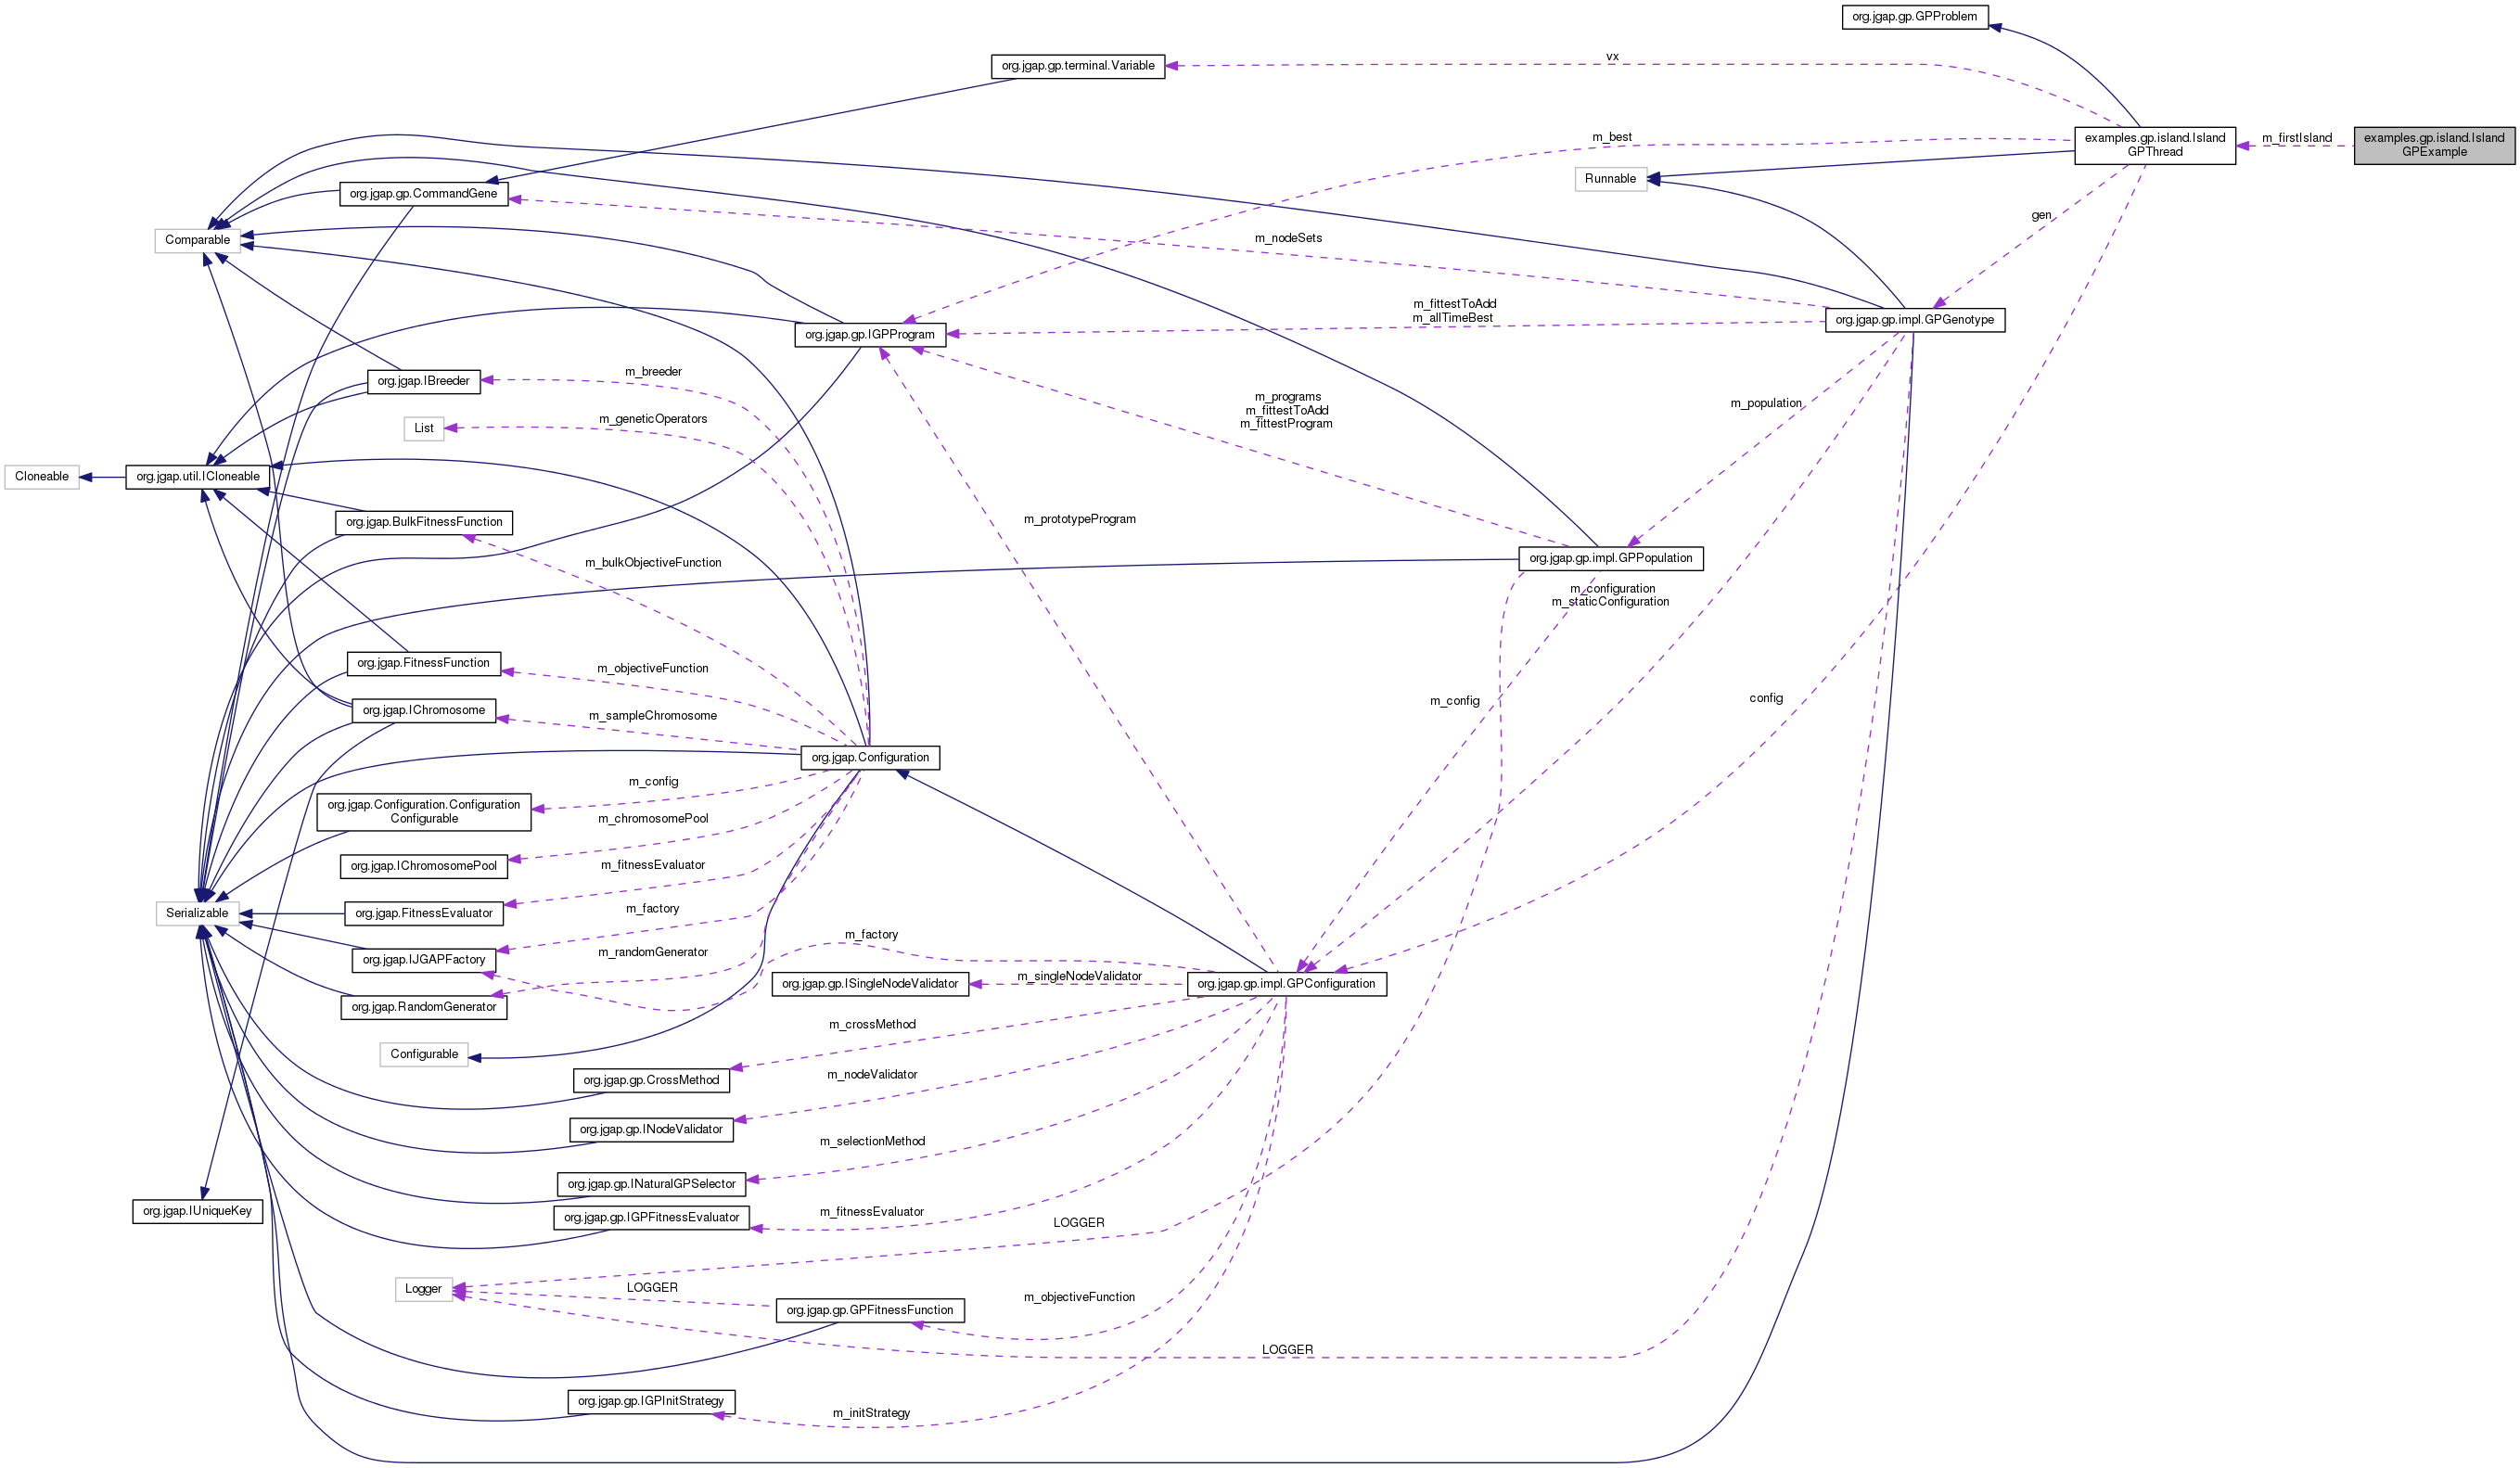 org.jgap.gp.GPProblem
vx
org.jgap.gp.terminal.Variable
m_best
examples.gp.island.Island
GPThread
m_firstIsland
examples.gp.island.Island
GPExample
Runnable
org.jgap.gp.CommandGene
gen
Comparable
m_nodeSets
m_fittestToAdd
m_allTimeBest
org.jgap.gp.impl.GPGenotype
org.jgap.gp.IGPProgram
m_breeder
org.jgap.IBreeder
m_programs
m_fittestToAdd
m_fittestProgram
m_population
m_geneticOperators
List
Cloneable
org.jgap.util.ICloneable
org.jgap.BulkFitnessFunction
m_prototypeProgram
m_bulkObjectiveFunction
org.jgap.gp.impl.GPPopulation
m_configuration
m_staticConfiguration
org.jgap.FitnessFunction
m_objectiveFunction
org.jgap.IChromosome
m_sampleChromosome
m_config
config
org.jgap.Configuration
m_config
org.jgap.Configuration.Configuration
Configurable
m_chromosomePool
org.jgap.IChromosomePool
m_fitnessEvaluator
Serializable
org.jgap.FitnessEvaluator
m_factory
m_factory
org.jgap.IJGAPFactory
m_randomGenerator
org.jgap.RandomGenerator
org.jgap.gp.ISingleNodeValidator
m_singleNodeValidator
org.jgap.gp.impl.GPConfiguration
m_crossMethod
Configurable
org.jgap.gp.CrossMethod
m_nodeValidator
org.jgap.gp.INodeValidator
m_selectionMethod
org.jgap.gp.INaturalGPSelector
org.jgap.IUniqueKey
org.jgap.gp.IGPFitnessEvaluator
m_fitnessEvaluator
LOGGER
Logger
LOGGER
org.jgap.gp.GPFitnessFunction
m_objectiveFunction
LOGGER
org.jgap.gp.IGPInitStrategy
m_initStrategy